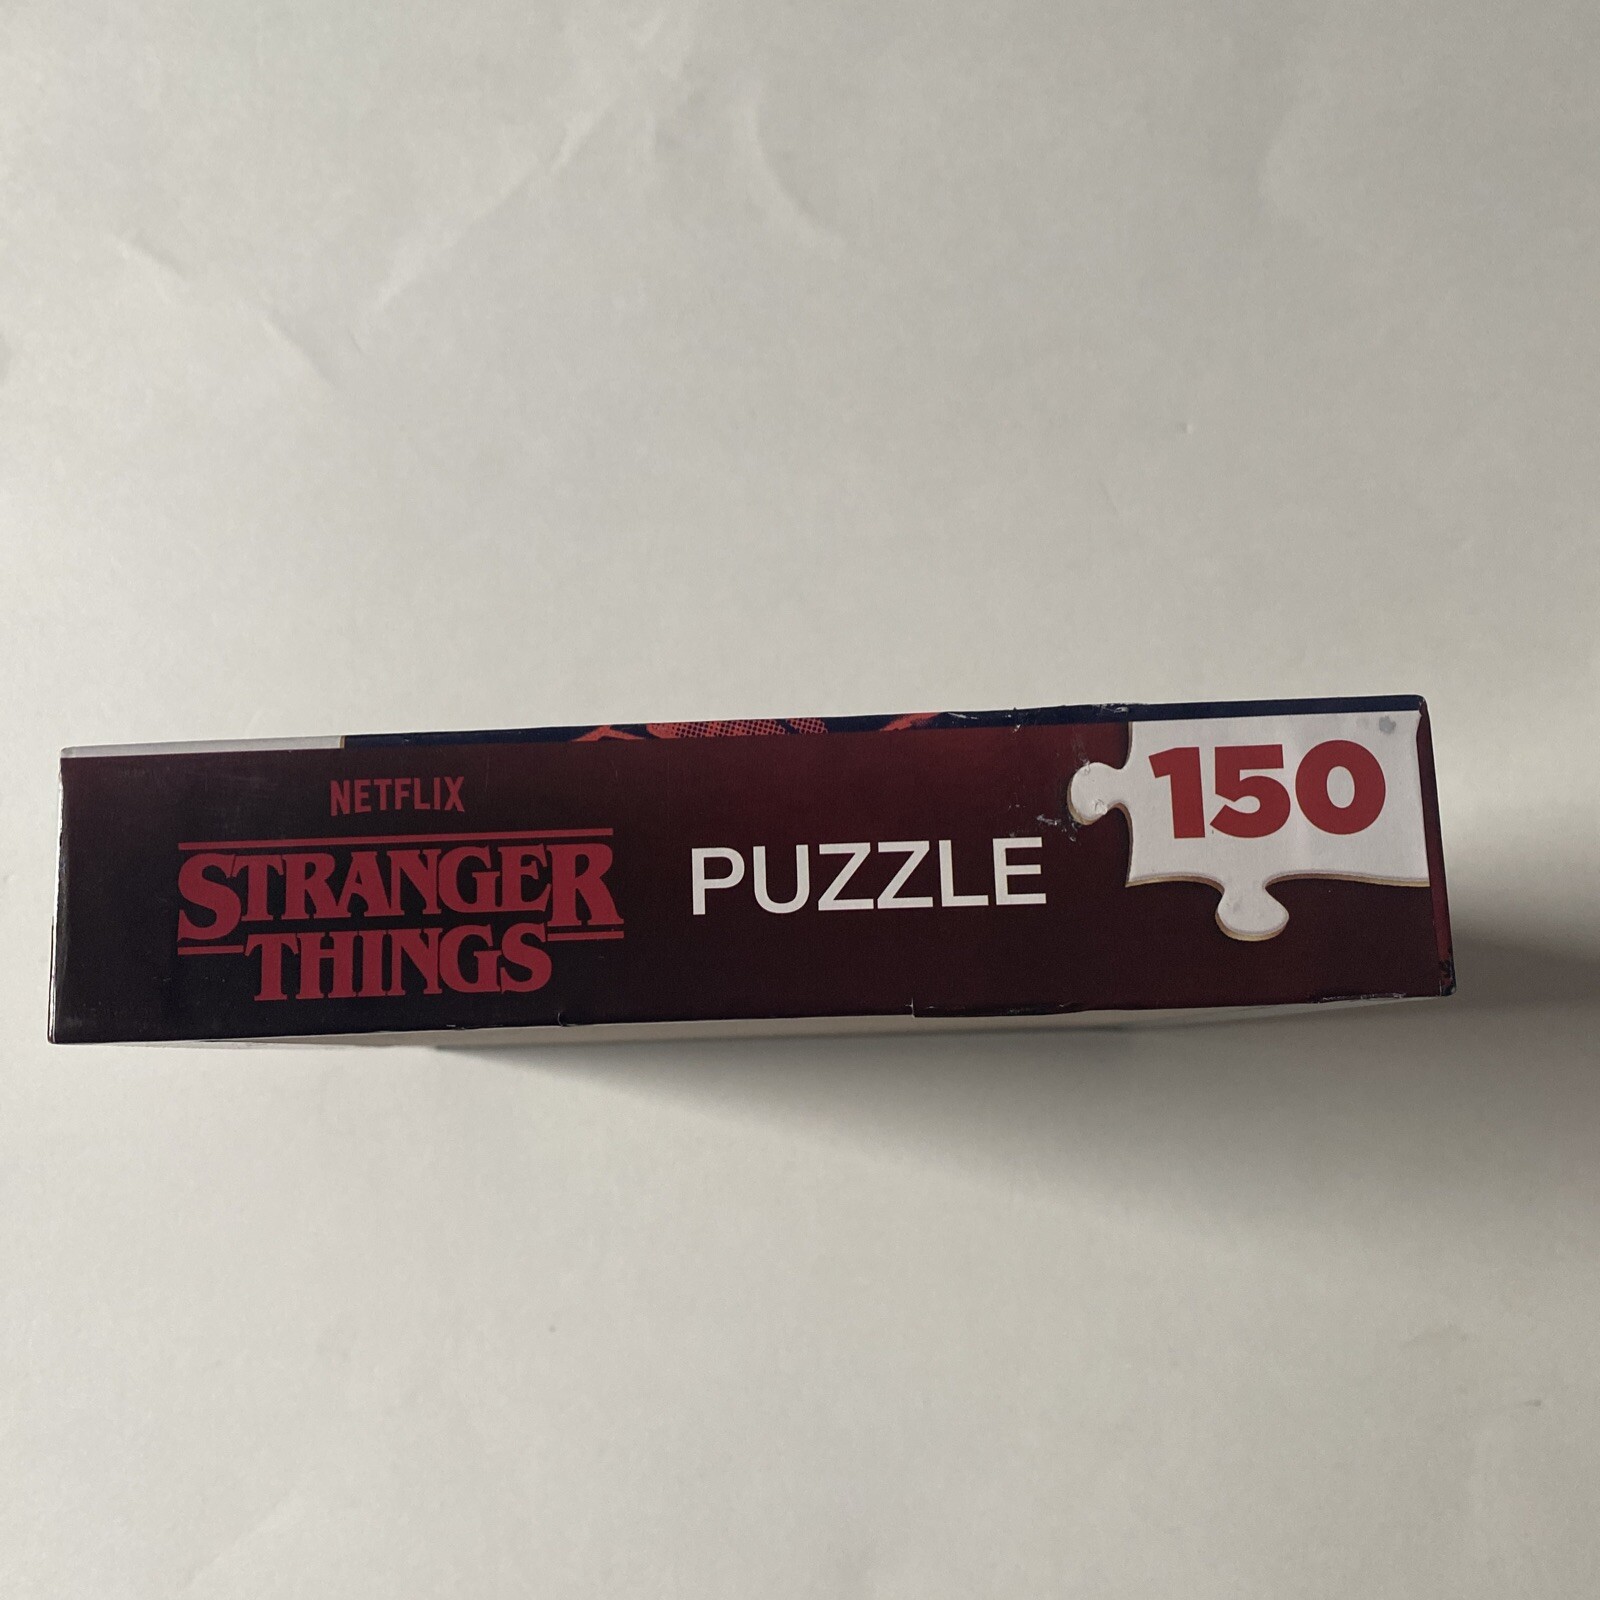 NETFLIX
STRANGER
THINGS
PUZZLE
150